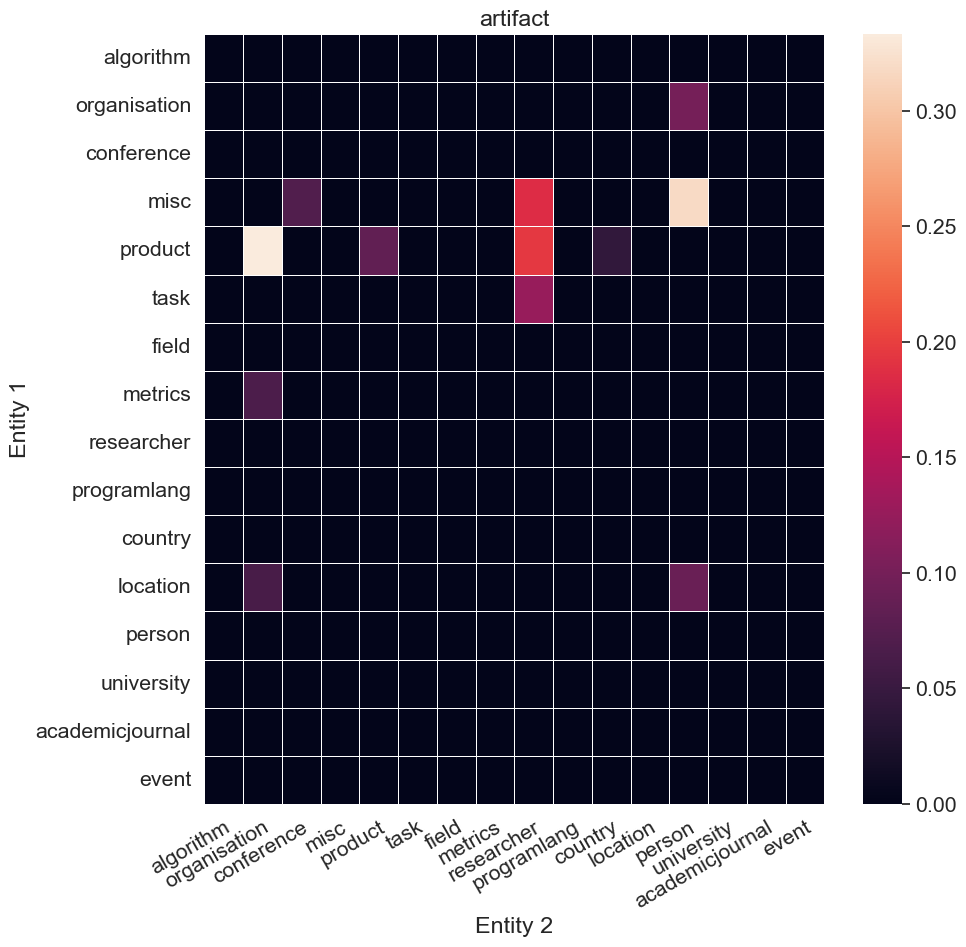 artifact
Entity 1
algorithm
organisation
conference
misc
product
task
field
metrics
researcher
programlang
country
location
person
university
academicjournal
event
0.30
0.25
0.20
0.15
0.10
0.05
0.00
algorithm
organisation
conference
misc
product
task
field
metrics
researcher
programlang
country
location
person
university
academicjournal
event
Entity 2